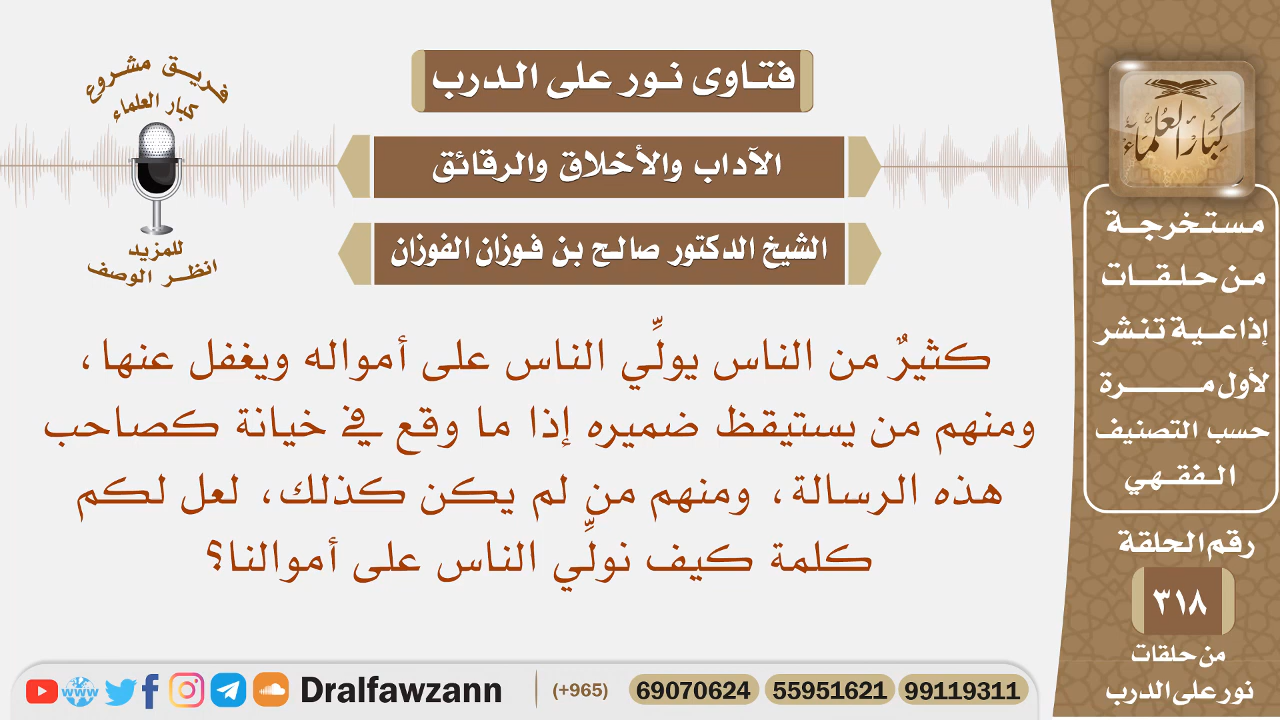 فتاوى نور على الدرب
الآداب والأخلاق والرقائق
الشيخ الدكتور صالح بن فوزان الفوزان
كثيرٌ من الناس يولِّي الناس على أمواله ويغفل عنها،
ومنهم من يستيقظ ضميره إذا ما وقع في خيانة كصاحب
هذه الرسالة، ومنهم من لم يكن كذلك، لعل لكم
كلمة كيف نولِّي الناس على أموالنا؟
كِبَار العُلَمَاء
مستخرجة
من حلقات
إذاعية تنشر
لأول مرة
حسب التصنيف
الفقهي
رقم الحلقة
٣١٨
من حلقات
نور على الدرب
فريق مشروع
كبار العلماء
للمزيد
انظر الوصف
www
Dralfawzann
(+965) 69070624 55951621 99119311